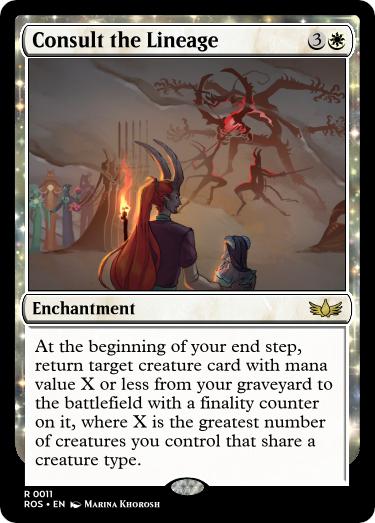 Consult the Lineage 3
Enchantment
At the beginning of your end step,
return target creature card with mana
value X or less from your graveyard to
the battlefield with a finality counter
on it, where X is the greatest number
of creatures you control that share a
creature type.
R 0011
ROS • EN Marina Khorosh